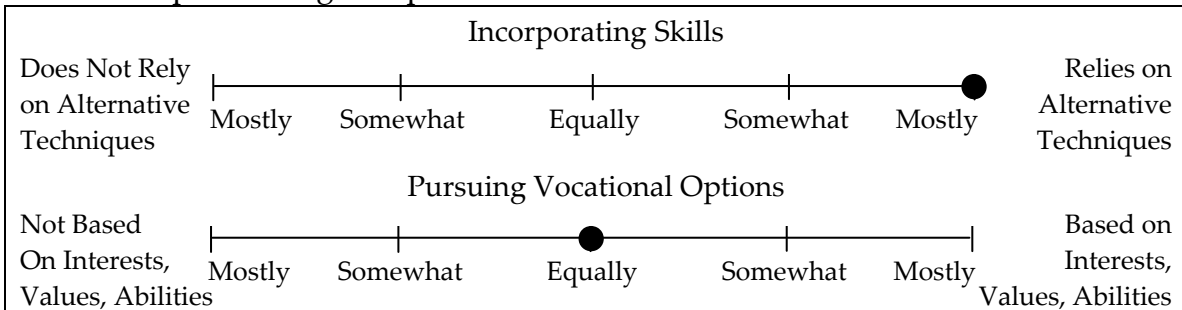 Incorporating Skills
Does Not Rely
on Alternative
Techniques
Mostly Somewhat Equally Somewhat Mostly
Relies on
Alternative
Techniques
Pursuing Vocational Options
Not Based
On Interests,
Values, Abilities
Mostly Somewhat Equally Somewhat Mostly
Based on
Interests,
Values, Abilities